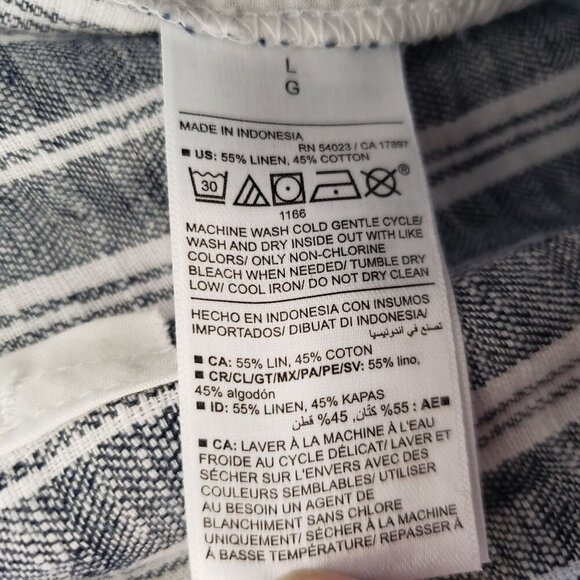 L
G
MADE IN INDONESIA
RN 54023 / CA 17897
■ US: 55% LINEN, 45% COTTON
30
®
1166
MACHINE WASH COLD GENTLE CYCLE/
WASH AND DRY INSIDE OUT WITH LIKE
COLORS/ ONLY NON-CHLORINE
BLEACH WHEN NEEDED/ TUMBLE DRY
LOW/ COOL IRON/ DO NOT DRY CLEAN
HECHO EN INDONESIA CON INSUMOS
IMPORTADOS/ DIBUAT DI INDONESIA/
تصنع في اندونيسيا
■ CA: 55% LIN, 45% COTON
■ CR/CL/GT/MX/PA/PE/SV: 55% lino,
45% algodón
■ ID: 55% LINEN, 45% KAPAS
■AE: 55% كتان, 45% قطن
■ CA: LAVER À LA MACHINE À L'EAU
FROIDE AU CYCLE DÉLICAT/ LAVER ET
SÉCHER SUR L'ENVERS AVEC DES
COULEURS SEMBLABLES/ UTILISER
AU BESOIN UN AGENT DE
BLANCHIMENT SANS CHLORE
UNIQUEMENT/ SÉCHER À LA MACHINE
À BASSE TEMPÉRATURE/ REPASSER À